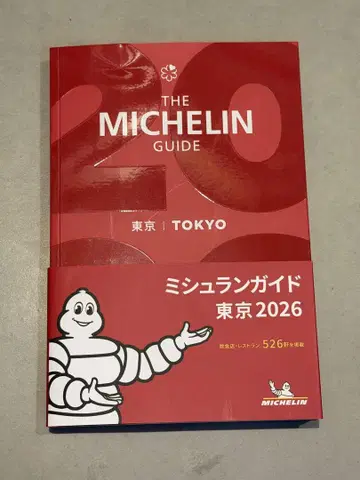 20
THE
MICHELIN
GUIDE
東京 | TOKYO
ミシュランガイド
東京 2026
飲食店・レストラン 526軒を掲載
MICHELIN